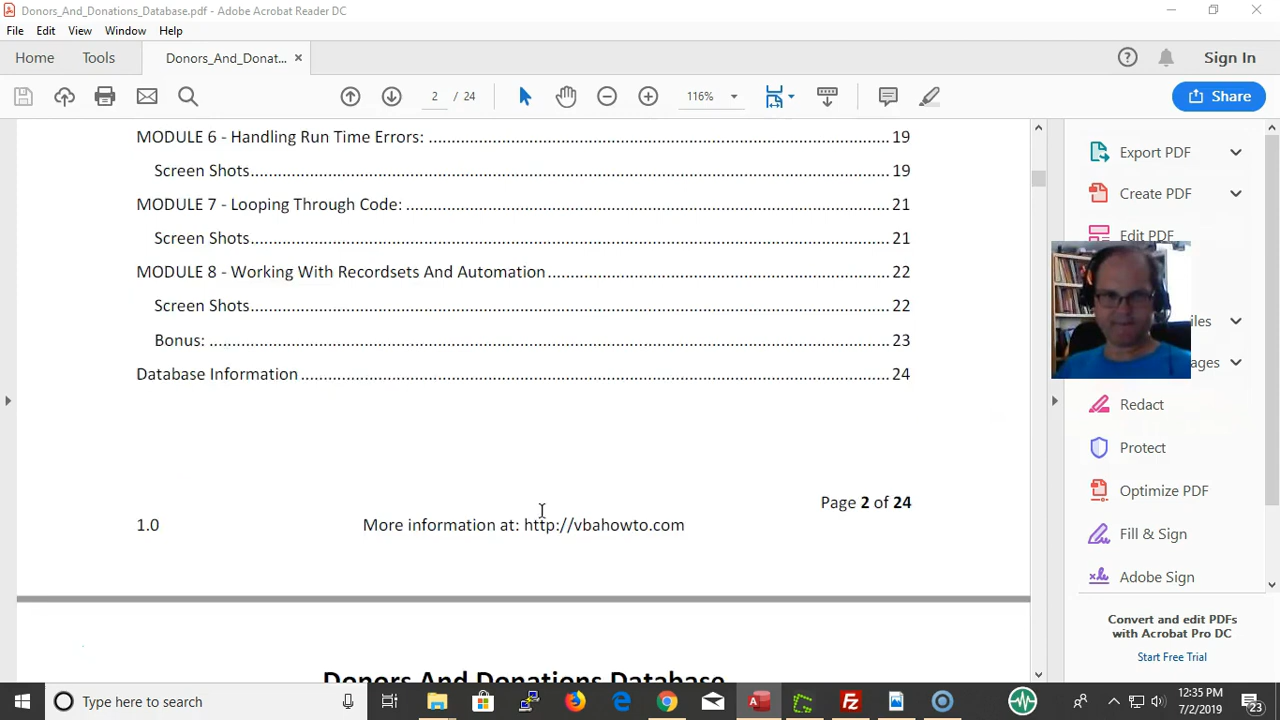 Donors_And_Donations_Database.pdf - Adobe Acrobat Reader DC
File Edit View Window Help
Home Tools Donors_And_Donat... × Sign In
2 / 24 116% Share
MODULE 6 - Handling Run Time Errors: 19
Screen Shots 19
MODULE 7 - Looping Through Code: 21
Screen Shots 21
MODULE 8 - Working With Recordsets And Automation 22
Screen Shots 22
Bonus: 23
Database Information 24
Page 2 of 24
1.0 More information at: http://vbahowto.com
Donors And Donations Database
Export PDF
Create PDF
Edit PDF
Redact
Protect
Optimize PDF
Fill & Sign
Adobe Sign
Convert and edit PDFs
with Acrobat Pro DC
Start Free Trial
Type here to search
12:35 PM
7/2/2019
23